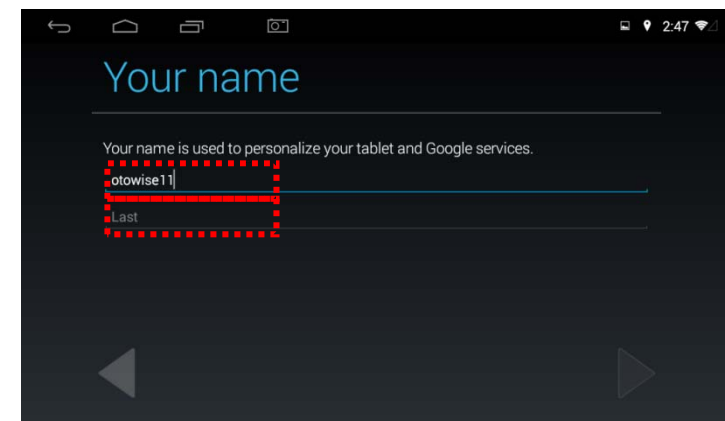 2:47
Your name
Your name is used to personalize your tablet and Google services.
otowise11
Last